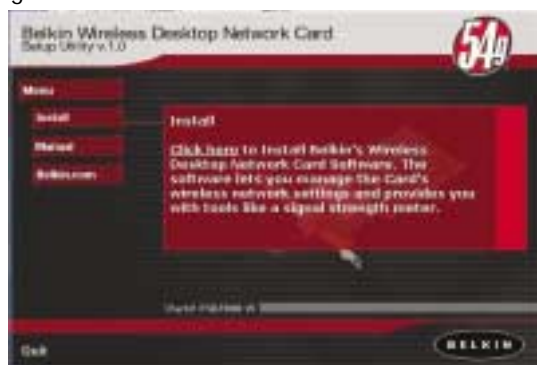 Belkin Wireless Desktop Network Card
Setup Utility v.1.0
54g
Menu
Install
Manual
Belkin.com
Install
Click here to Install Belkin's Wireless
Desktop Network Card Software. The
software lets you manage the Card's
wireless network settings and provides you
with tools like a signal strength meter.
Quit
BELKIN